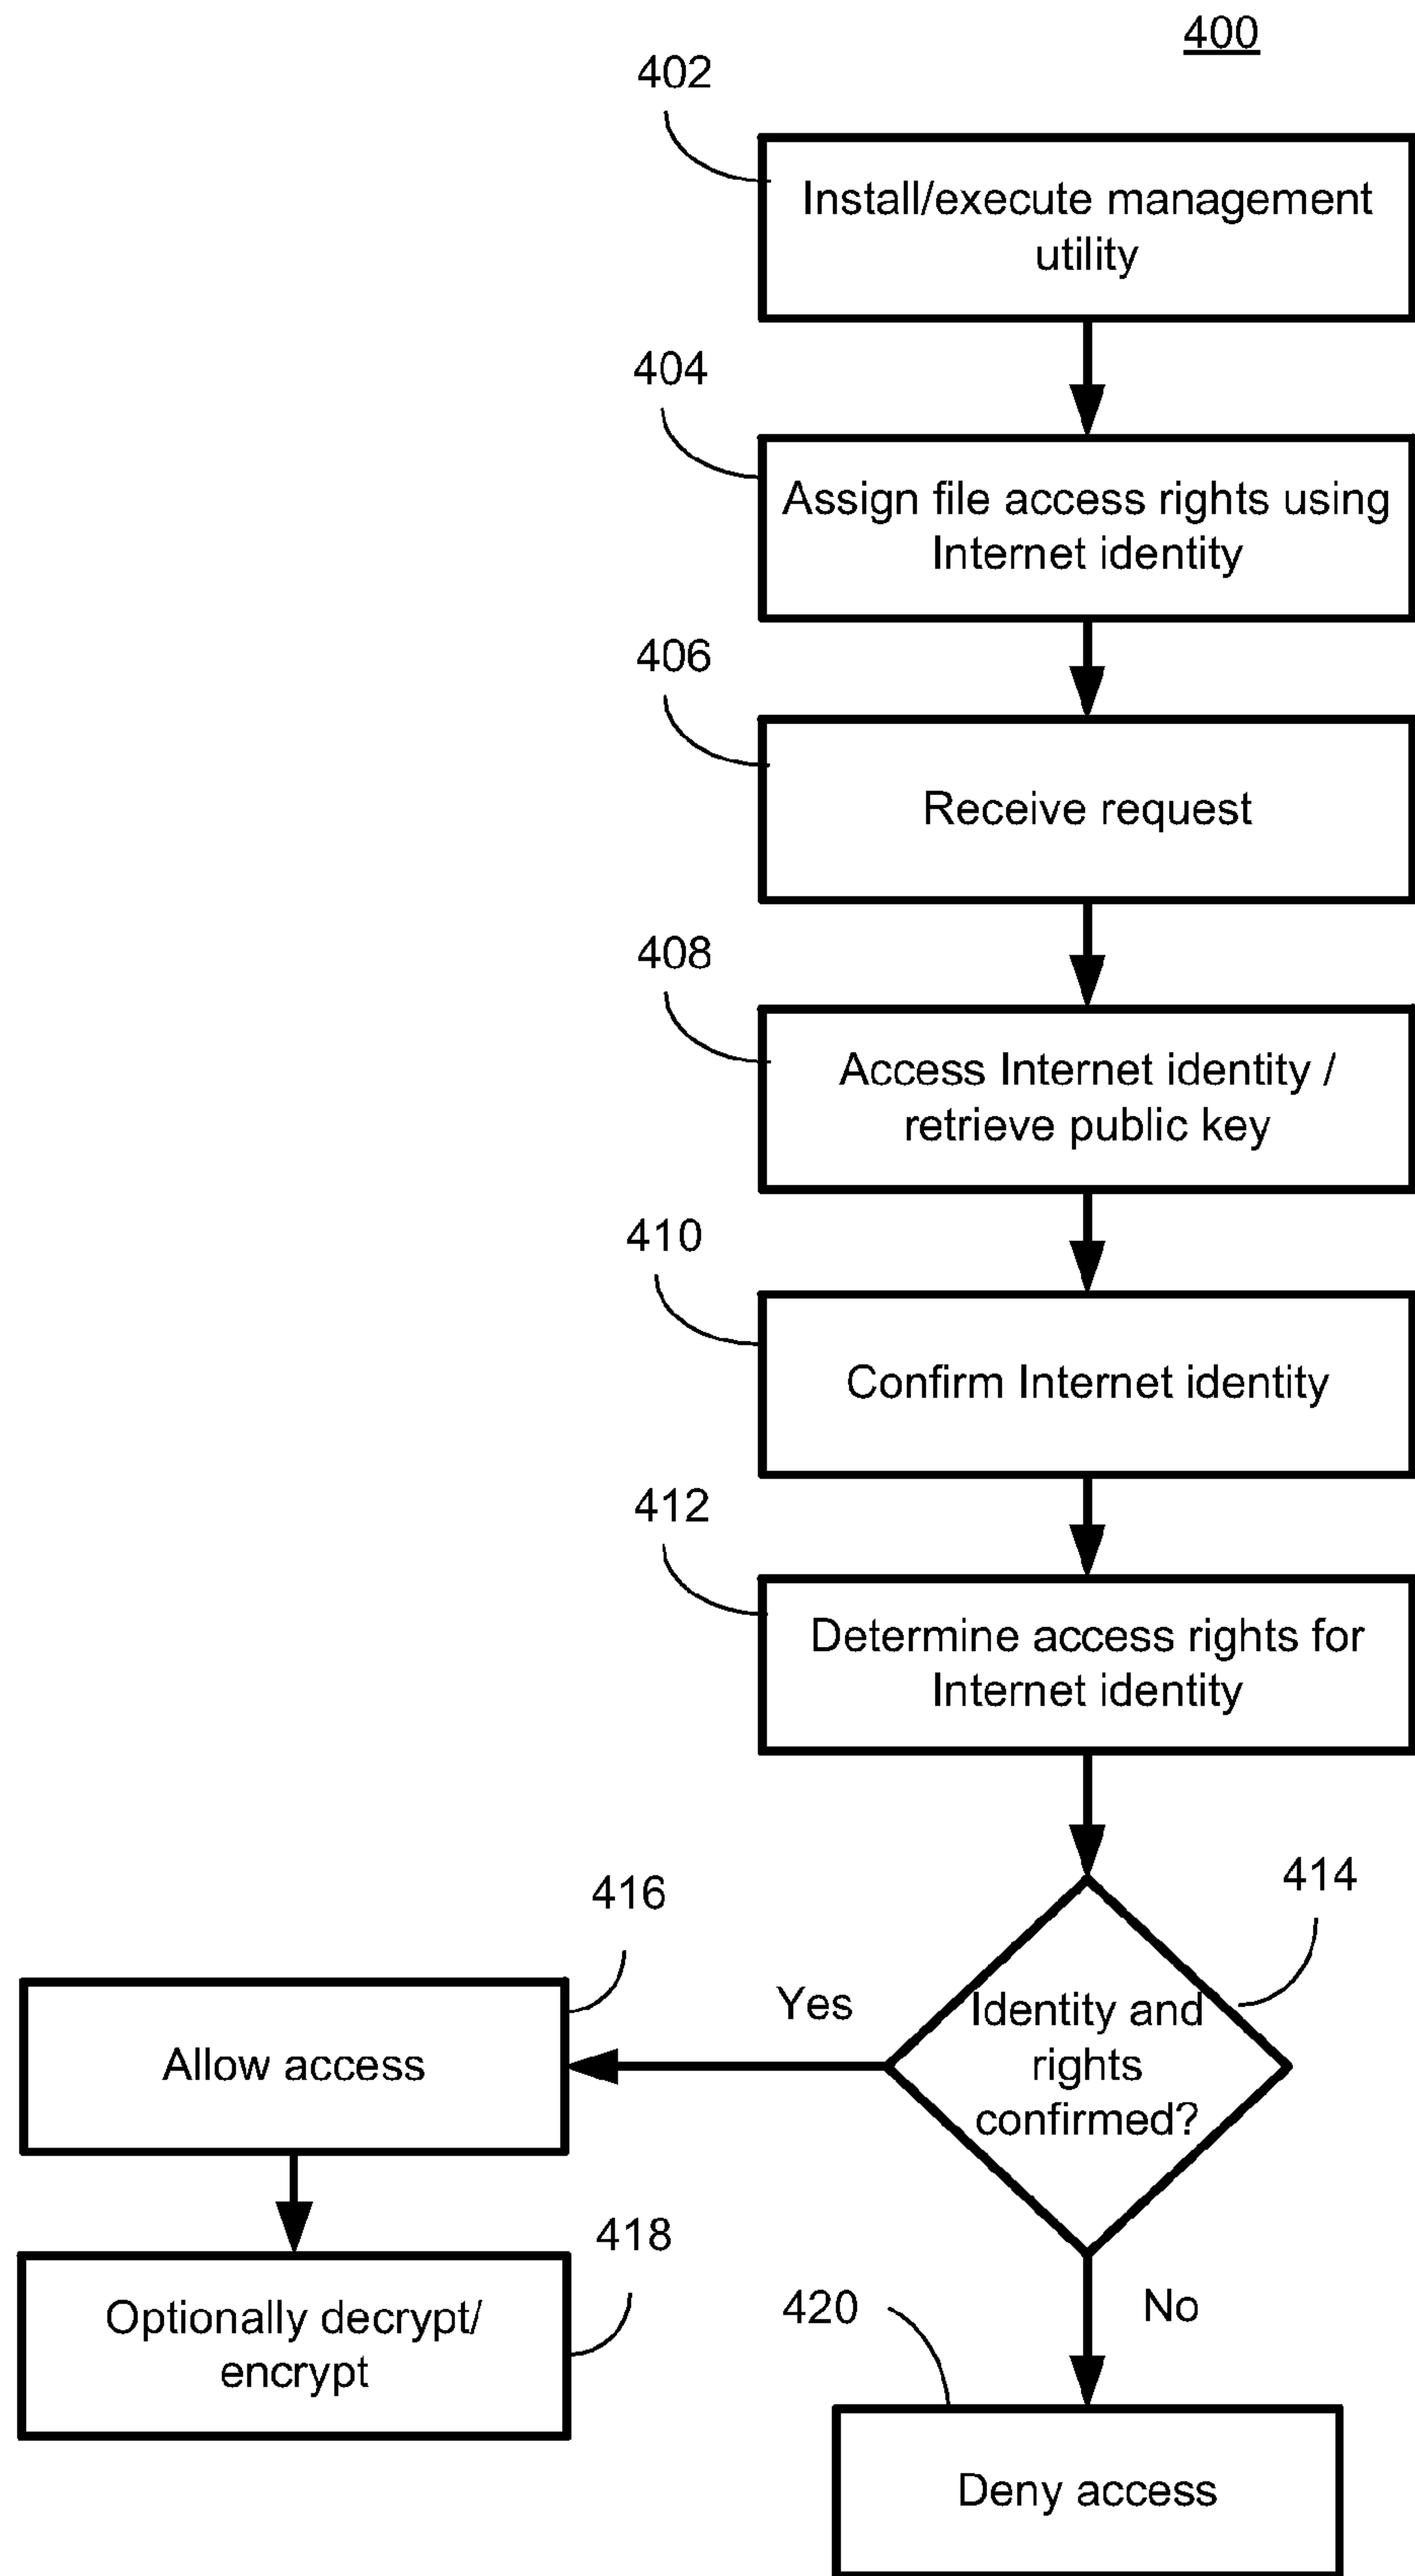 400
402
Install/execute management
utility
404
Assign file access rights using
Internet identity
406
Receive request
408
Access Internet identity /
retrieve public key
410
Confirm Internet identity
412
Determine access rights for
Internet identity
414
Identity and
rights
confirmed?
Yes
416
Allow access
418
Optionally decrypt/
encrypt
No
420
Deny access